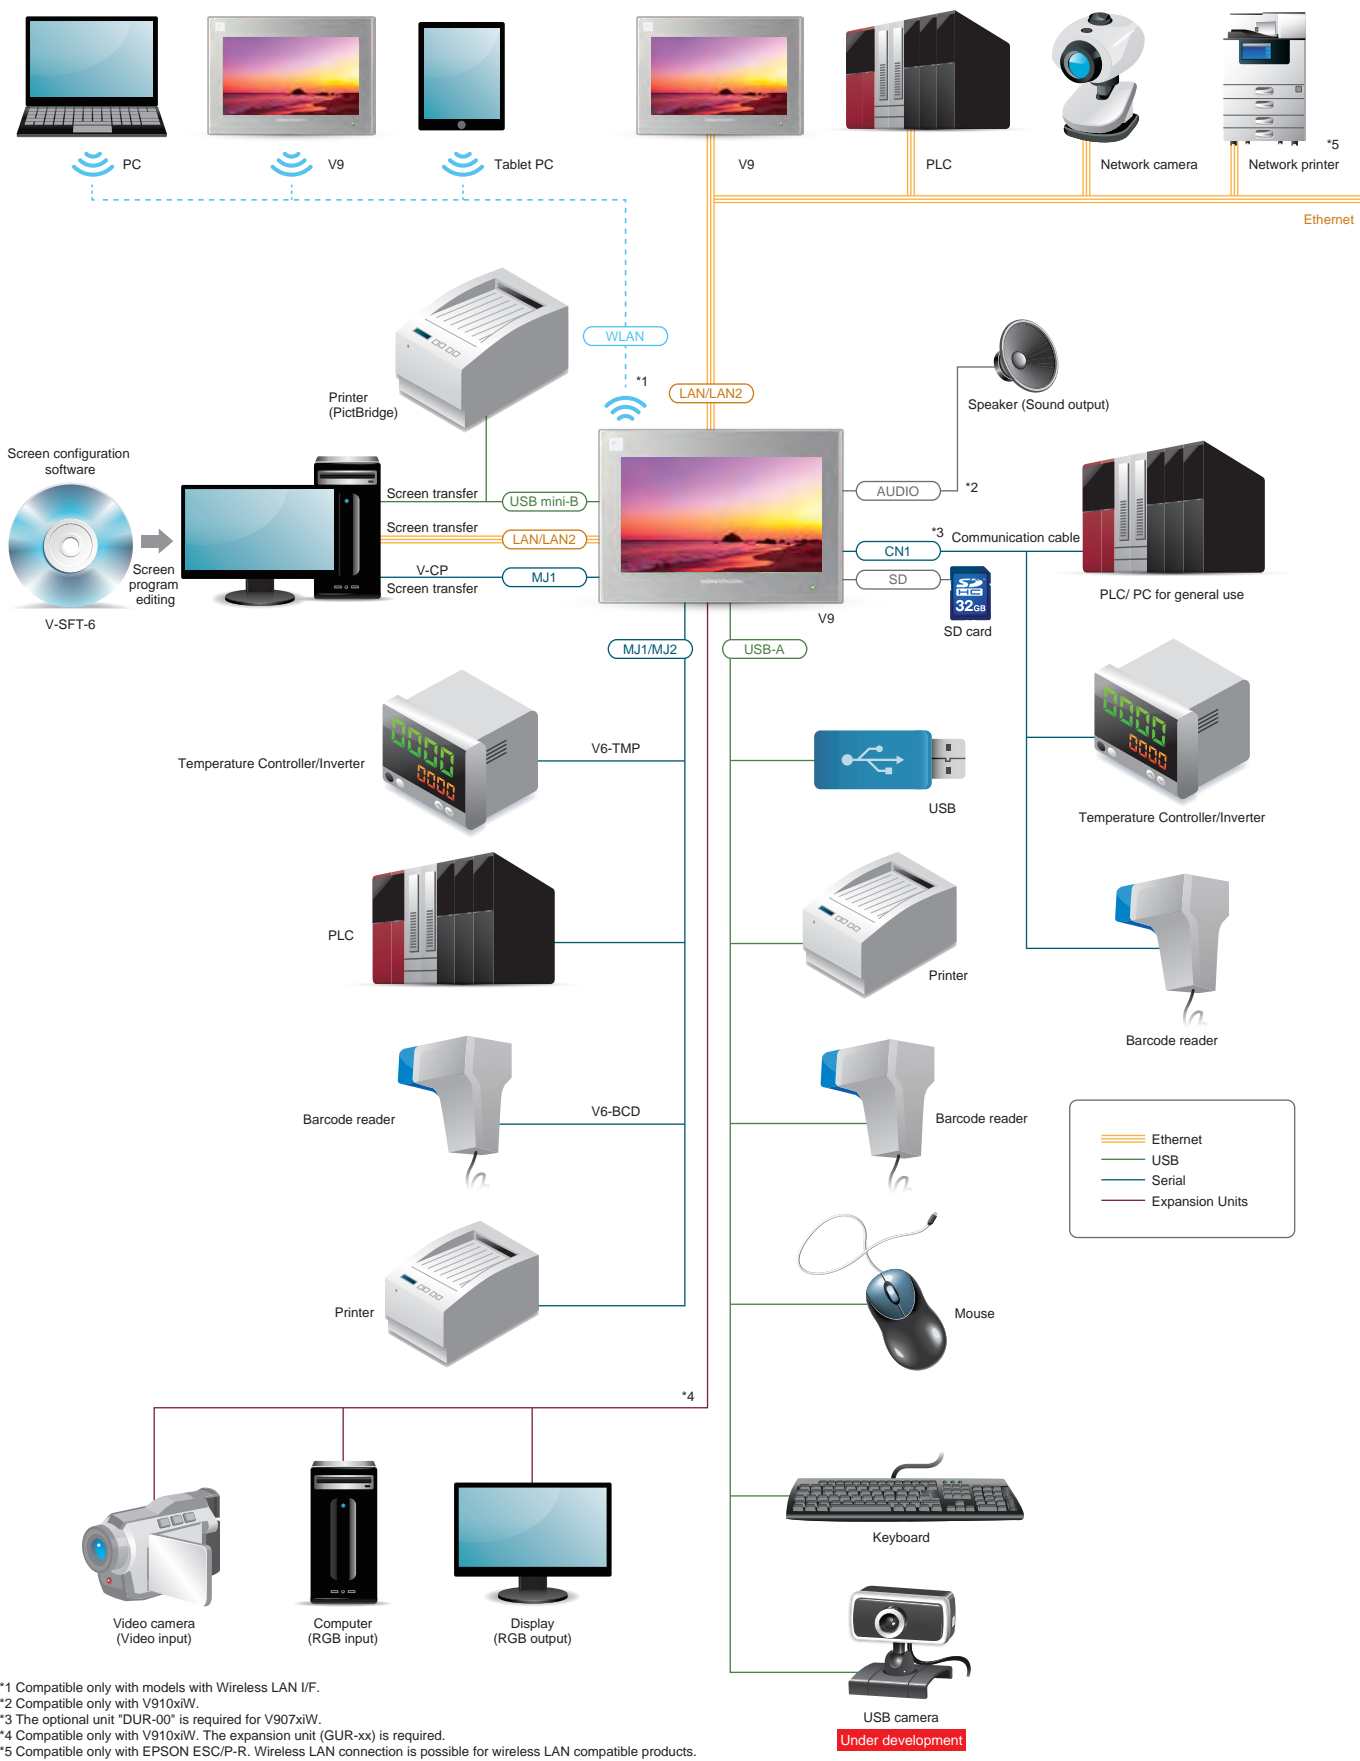 PC
V9
Tablet PC
V9
PLC
Network camera
*5
Network printer
Ethernet
WLAN
*1
LAN/LAN2
Printer
(PictBridge)
Speaker (Sound output)
Screen configuration
software
Screen transfer
USB mini-B
AUDIO
*2
Screen transfer
LAN/LAN2
*3
Communication cable
CN1
V-CP
MJ1
Screen transfer
SD
Screen
program
editing
V-SFT-6
32GB
SD card
V9
PLC/ PC for general use
MJ1/MJ2
USB-A
V6-TMP
Temperature Controller/Inverter
USB
Temperature Controller/Inverter
PLC
Printer
Barcode reader
V6-BCD
Barcode reader
Barcode reader
Ethernet
USB
Serial
Expansion Units
Printer
Mouse
*4
Keyboard
Video camera
(Video input)
Computer
(RGB input)
Display
(RGB output)
USB camera
Under development
*1 Compatible only with models with Wireless LAN I/F.
*2 Compatible only with V910xiW.
*3 The optional unit "DUR-00" is required for V907xiW.
*4 Compatible only with V910xiW. The expansion unit (GUR-xx) is required.
*5 Compatible only with EPSON ESC/P-R. Wireless LAN connection is possible for wireless LAN compatible products.